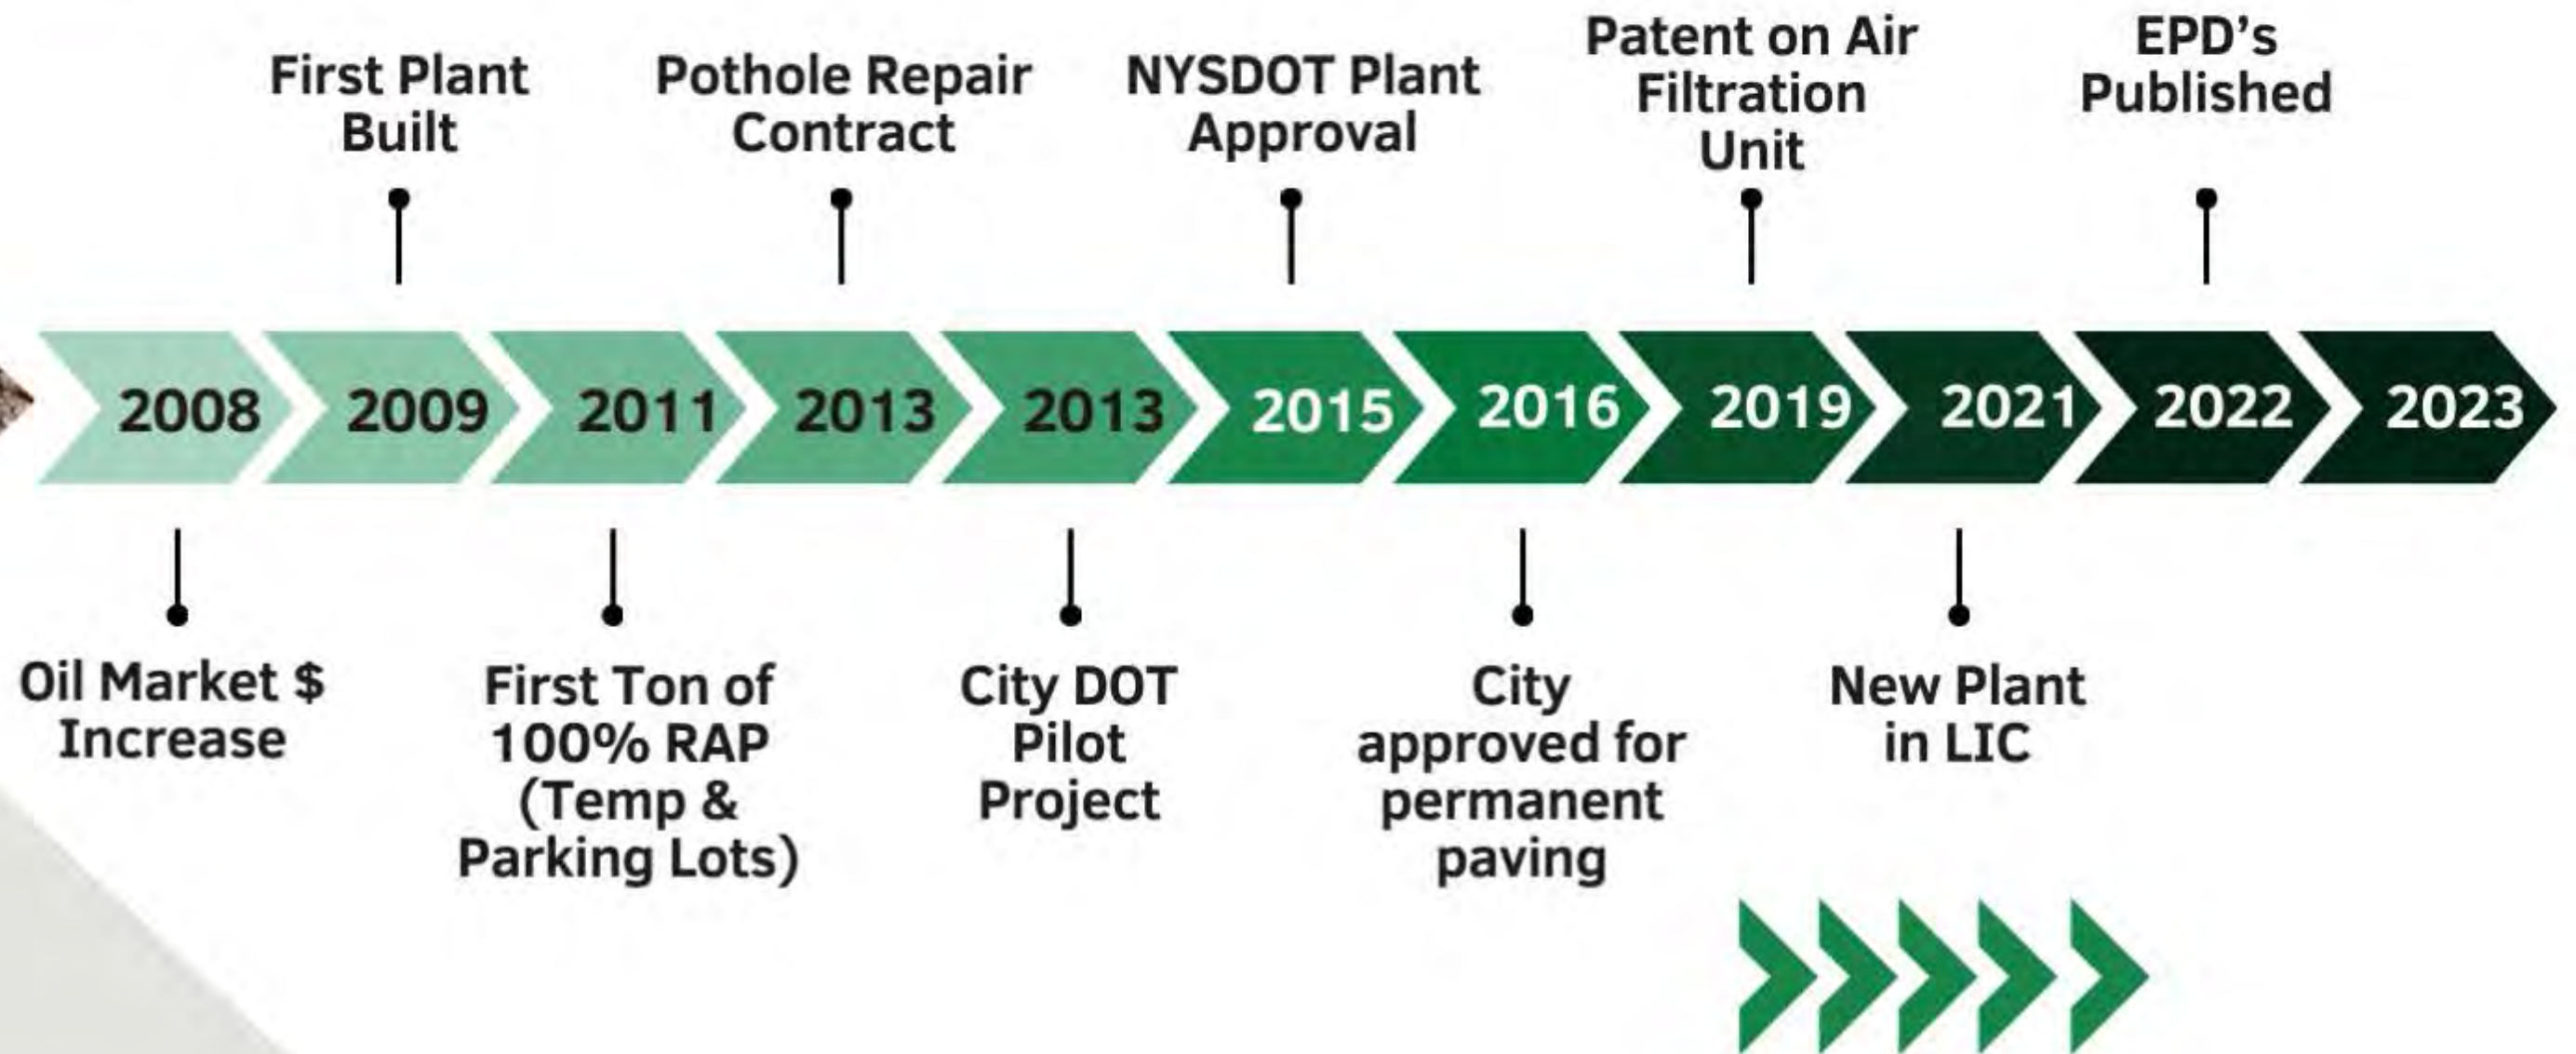 First Plant
Built
Pothole Repair
Contract
NYSDOT Plant
Approval
Patent on Air
Filtration
Unit
EPD's
Published
2008
2009
2011
2013
2013
2015
2016
2019
2021
2022
2023
Oil Market $
Increase
First Ton of
100% RAP
(Temp &
Parking Lots)
City DOT
Pilot
Project
City
approved for
permanent
paving
New Plant
in LIC